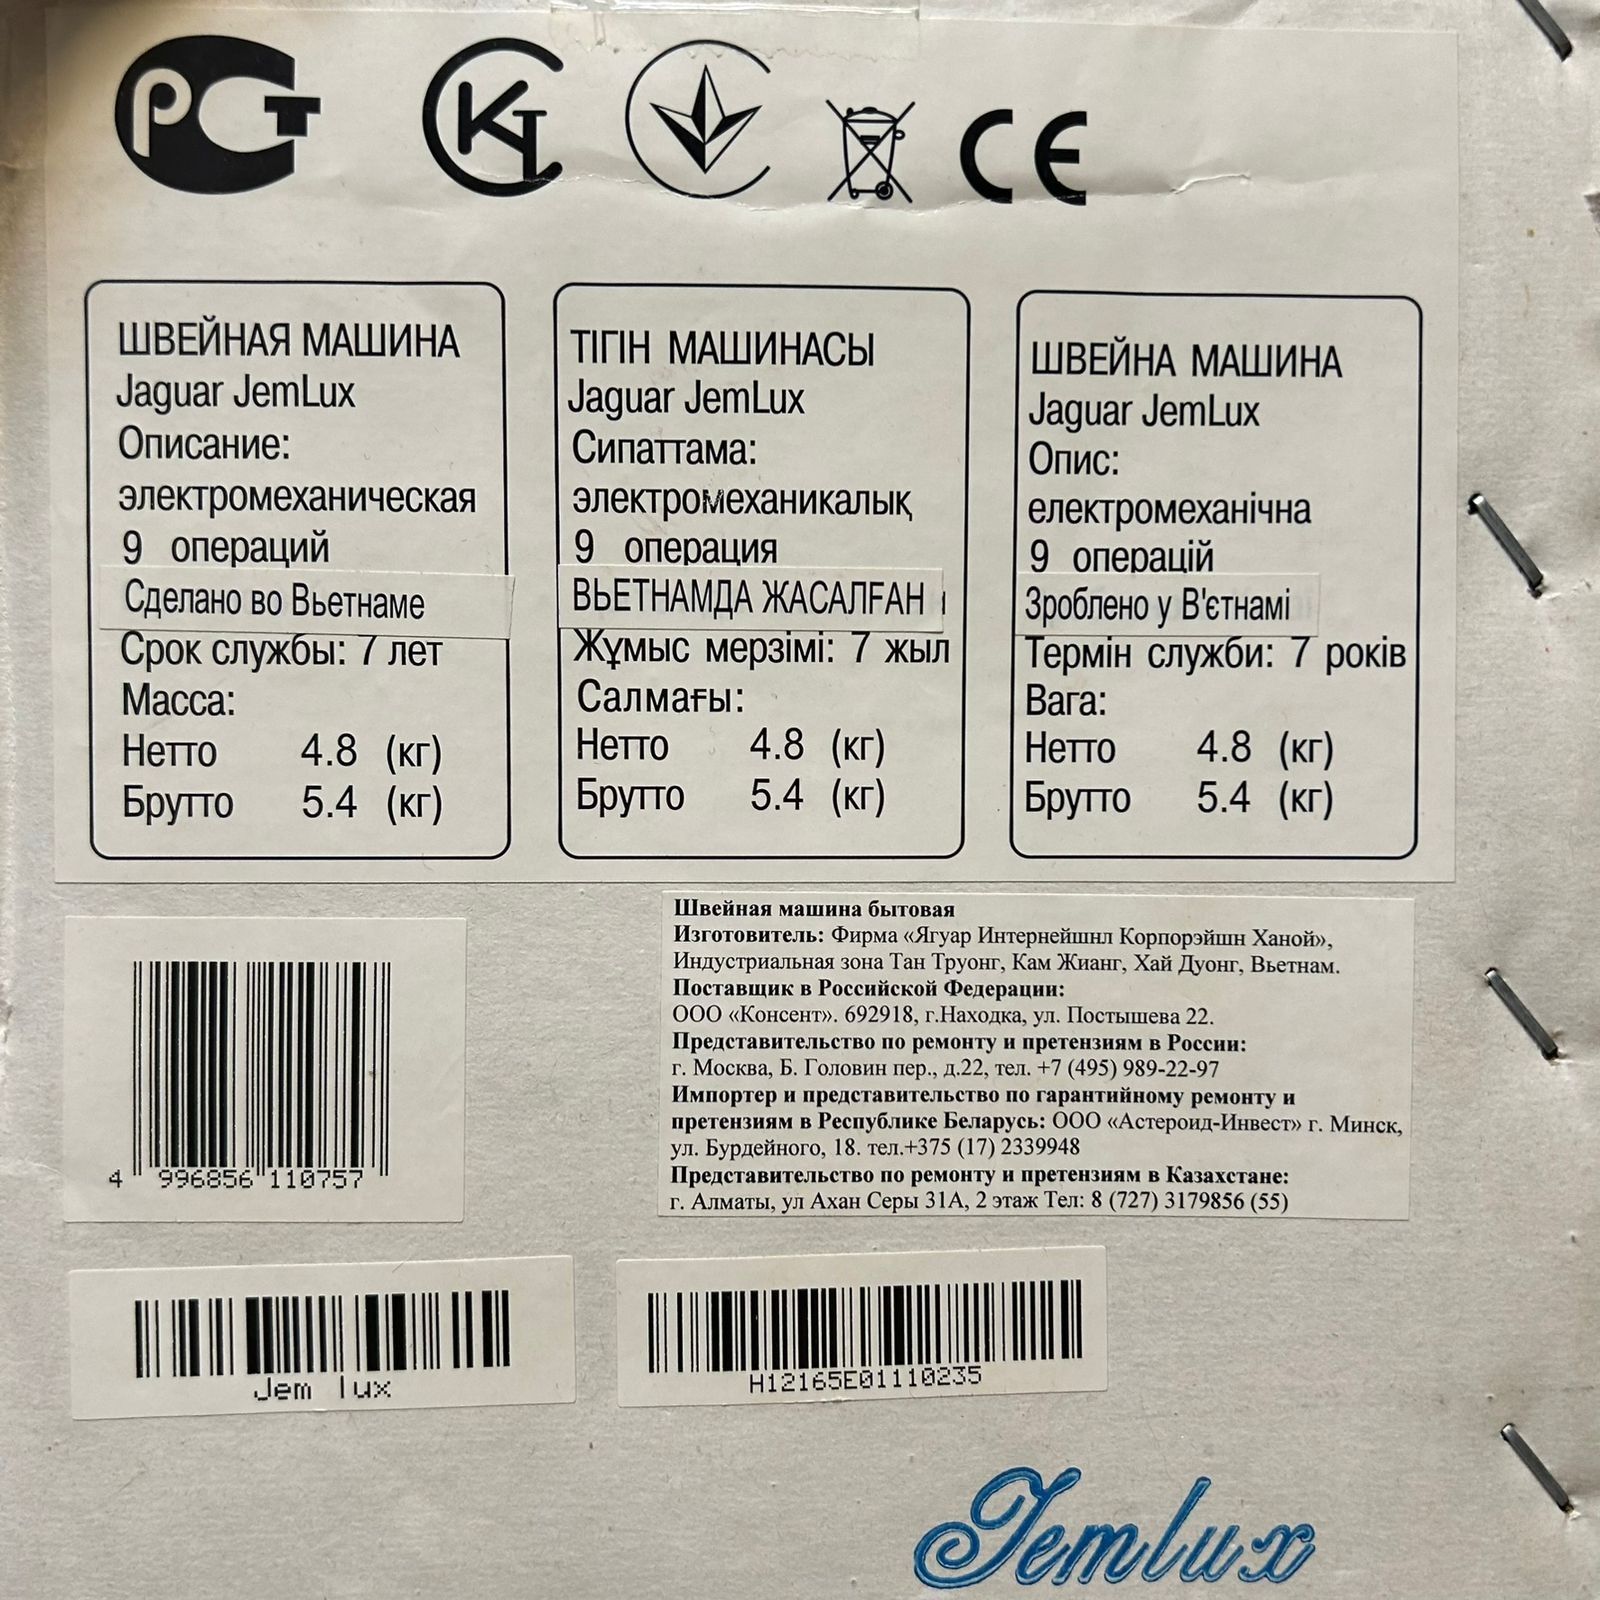 РСТ
СКТ
CE
ШВЕЙНАЯ МАШИНА
Jaguar JemLux
Описание:
электромеханическая
9 операций
Сделано во Вьетнаме
Срок службы: 7 лет
Масса:
Нетто 4.8 (кг)
Брутто 5.4 (кг)
ТІГІН МАШИНАСЫ
Jaguar JemLux
Сипаттама:
электромеханикалық
9 операция
ВЬЕТНАМДА ЖАСАЛҒАН
Жұмыс мерзімі: 7 жыл
Салмағы:
Нетто 4.8 (кг)
Брутто 5.4 (кг)
ШВЕЙНА МАШИНА
Jaguar JemLux
Опис:
електромеханічна
9 операцій
Зроблено у В'єтнамі
Термін служби: 7 років
Вага:
Нетто 4.8 (кг)
Брутто 5.4 (кг)
4 996856 110757
Швейная машина бытовая
Изготовитель: Фирма «Ягуар Интернейшнл Корпорэйшн Ханой»,
Индустриальная зона Тан Труонг, Кам Жианг, Хай Дуонг, Вьетнам.
Поставщик в Российской Федерации:
ООО «Консент». 692918, г.Находка, ул. Постышева 22.
Представительство по ремонту и претензиям в России:
г. Москва, Б. Головин пер., д.22, тел. +7 (495) 989-22-97
Импортер и представительство по гарантийному ремонту и
претензиям в Республике Беларусь: ООО «Астероид-Инвест» г. Минск,
ул. Бурдейного, 18. тел.+375 (17) 2339948
Представительство по ремонту и претензиям в Казахстане:
г. Алматы, ул Ахан Серы 31А, 2 этаж Тел: 8 (727) 3179856 (55)
Jem lux
H12165E01110235
Jemlux